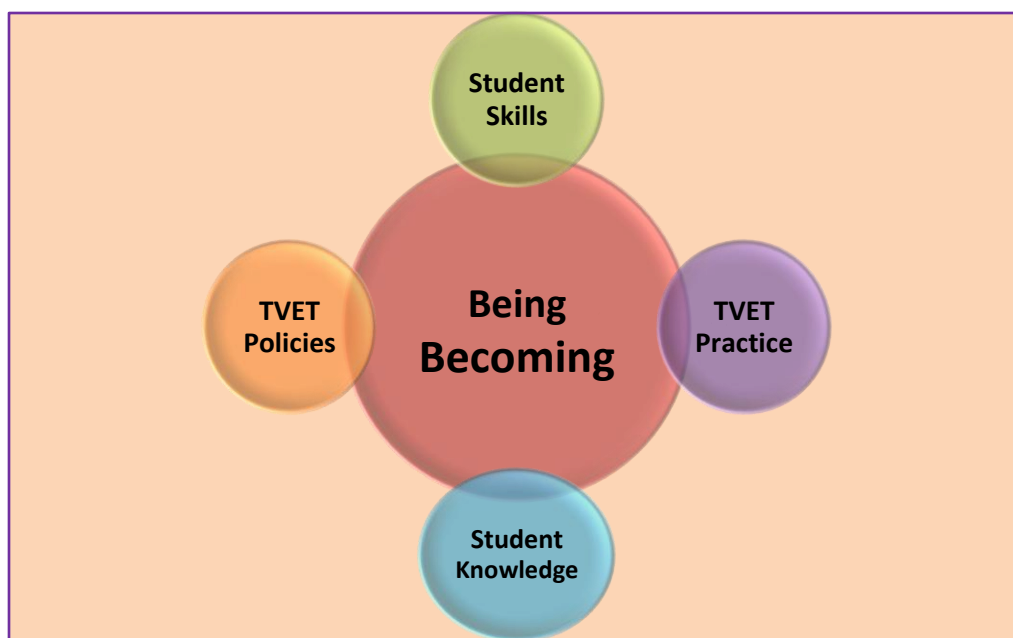 Student
Skills
TVET
Policies
Being
Becoming
TVET
Practice
Student
Knowledge